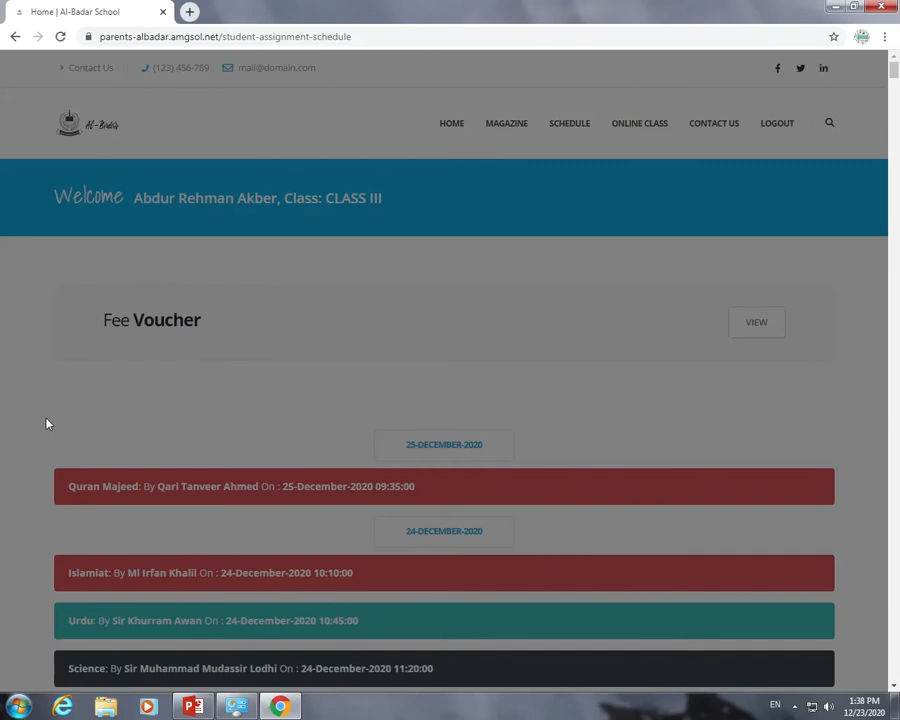 Home | Al-Badar School
parents-albadar.amgsol.net/student-assignment-schedule
Contact Us (123) 456-789 mail@domain.com
Al-Badar HOME MAGAZINE SCHEDULE ONLINE CLASS CONTACT US LOGOUT
Welcome Abdur Rehman Akber, Class: CLASS III
Fee Voucher VIEW
25-DECEMBER-2020
Quran Majeed: By Qari Tanveer Ahmed On : 25-December-2020 09:35:00
24-DECEMBER-2020
Islamiat: By Ml Irfan Khalil On : 24-December-2020 10:10:00
Urdu: By Sir Khurram Awan On : 24-December-2020 10:45:00
Science: By Sir Muhammad Mudassir Lodhi On : 24-December-2020 11:20:00
EN 1:38 PM
12/23/2020